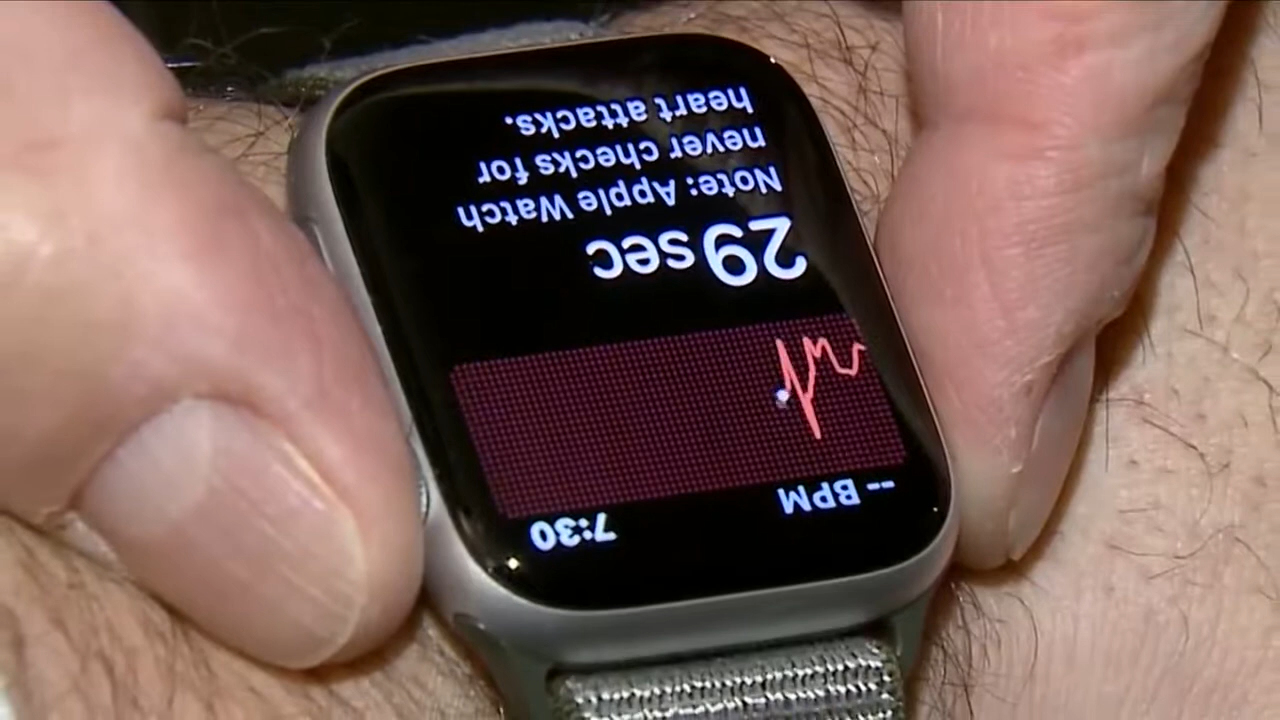 -- BPM 7:30
29 sec
Note: Apple Watch
never checks for
heart attacks.